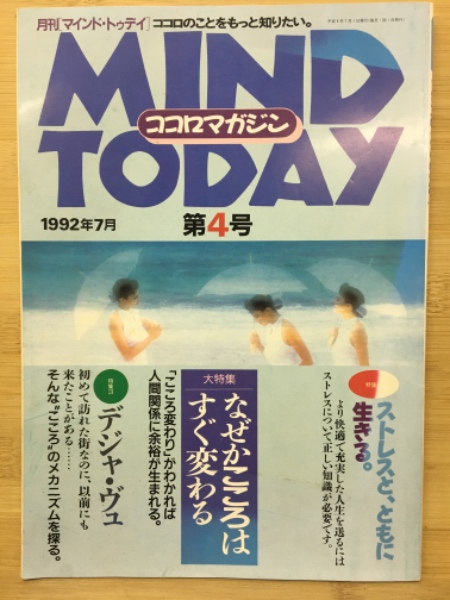 月刊[マインド・トゥデイ]ココロのことをもっと知りたい。
MIND
ココロマガジン
TODAY
1992年7月
第4号
ストレスと、ともに
生きる。
より快適で充実した人生を送るには
ストレスについて正しい知識が必要です。
大特集
なぜかこころは
すぐ変わる
「こころ変わり」がわかれば
人間関係に余裕が生まれる。
デジャ・ヴュ
初めて訪れた街なのに、以前にも
来たことがある……
そんな“こころ”のメカニズムを探る。